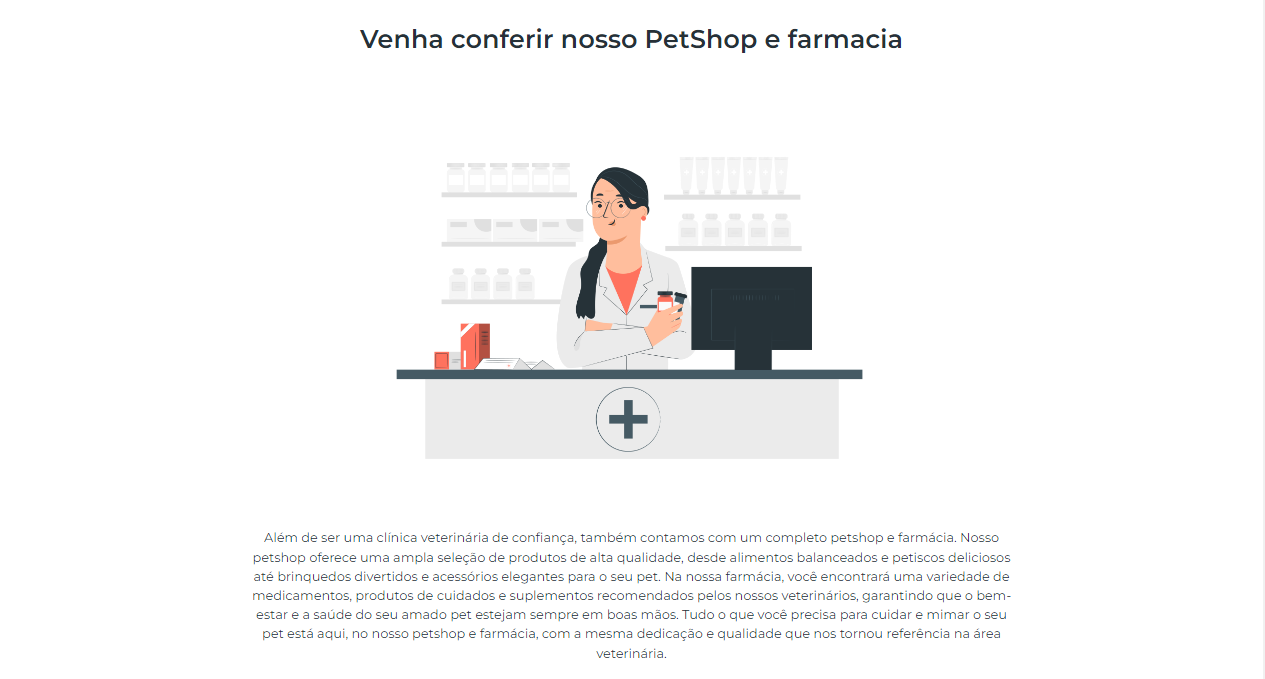 Venha conferir nosso PetShop e farmacia
Além de ser uma clínica veterinária de confiança, também contamos com um completo petshop e farmácia. Nosso
petshop oferece uma ampla seleção de produtos de alta qualidade, desde alimentos balanceados e petiscos deliciosos
até brinquedos divertidos e acessórios elegantes para o seu pet. Na nossa farmácia, você encontrará uma variedade de
medicamentos, produtos de cuidados e suplementos recomendados pelos nossos veterinários, garantindo que o bem-
estar e a saúde do seu amado pet estejam sempre em boas mãos. Tudo o que você precisa para cuidar e mimar o seu
pet está aqui, no nosso petshop e farmácia, com a mesma dedicação e qualidade que nos tornou referência na área
veterinária.